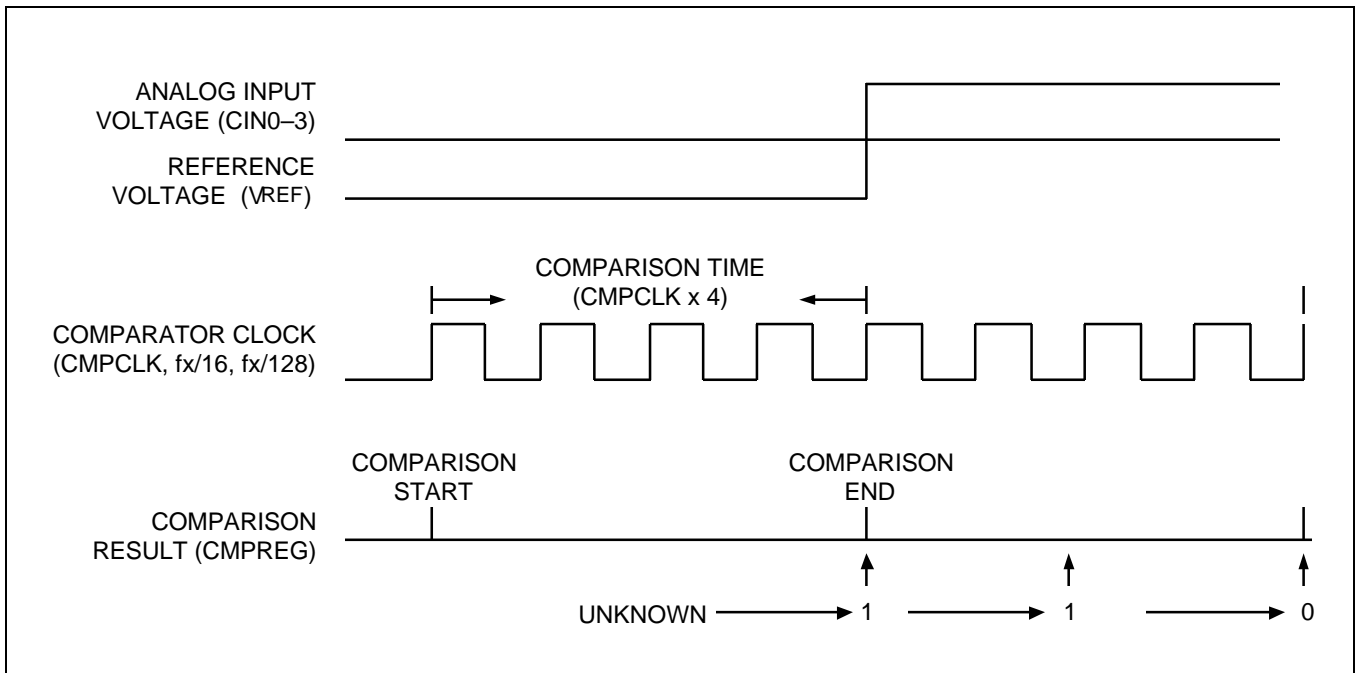 ANALOG INPUT
VOLTAGE (CIN0–3)
REFERENCE
VOLTAGE (VREF)
COMPARISON TIME
(CMPCLK x 4)
COMPARATOR CLOCK
(CMPCLK, fx/16, fx/128)
COMPARISON
START
COMPARISON
END
COMPARISON
RESULT (CMPREG)
UNKNOWN 1 1 0